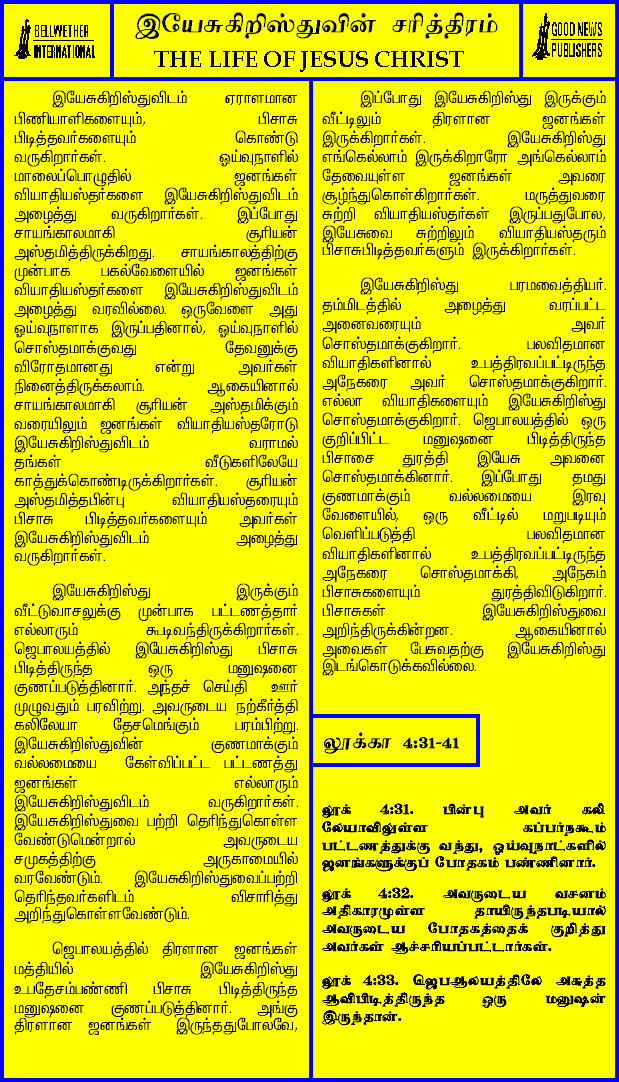 BELLWETHER
INTERNATIONAL
இயேசுகிறிஸ்துவின் சரித்திரம்
THE LIFE OF JESUS CHRIST
GOOD NEWS
PUBLISHERS
இயேசுகிறிஸ்துவிடம் ஏராளமான
பிணியாளிகளையும், பிசாசு
பிடித்தவர்களையும் கொண்டு
வருகிறார்கள். ஓய்வுநாளில்
மாலைப்பொழுதில் ஜனங்கள்
வியாதியஸ்தர்களை இயேசுகிறிஸ்துவிடம்
அழைத்து வருகிறார்கள். இப்போது
சாயங்காலமாகி சூரியன்
அஸ்தமித்திருக்கிறது. சாயங்காலத்திற்கு
முன்பாக பகல்வேளையில் ஜனங்கள்
வியாதியஸ்தர்களை இயேசுகிறிஸ்துவிடம்
அழைத்து வரவில்லை. ஒருவேளை அது
ஓய்வுநாளாக இருப்பதினால், ஓய்வுநாளில்
சொஸ்தமாக்குவது தேவனுக்கு
விரோதமானது என்று அவர்கள்
நினைத்திருக்கலாம். ஆகையினால்
சாயங்காலமாகி சூரியன் அஸ்தமிக்கும்
வரையிலும் ஜனங்கள் வியாதியஸ்தரோடு
இயேசுகிறிஸ்துவிடம் வராமல்
தங்கள் வீடுகளிலேயே
காத்துக்கொண்டிருக்கிறார்கள். சூரியன்
அஸ்தமித்தபின்பு வியாதியஸ்தரையும்
பிசாசு பிடித்தவர்களையும் அவர்கள்
இயேசுகிறிஸ்துவிடம் அழைத்து
வருகிறார்கள்.
இயேசுகிறிஸ்து இருக்கும்
வீட்டுவாசலுக்கு முன்பாக பட்டணத்தார்
எல்லாரும் கூடிவந்திருக்கிறார்கள்.
ஜெபாலயத்தில் இயேசுகிறிஸ்து பிசாசு
பிடித்திருந்த ஒரு மனுஷனை
குணப்படுத்தினார். அந்தச் செய்தி ஊர்
முழுவதும் பரவிற்று. அவருடைய நற்கீர்த்தி
கலிலேயா தேசமெங்கும் பரம்பிற்று.
இயேசுகிறிஸ்துவின் குணமாக்கும்
வல்லமையை கேள்விப்பட்ட பட்டணத்து
ஜனங்கள் எல்லாரும்
இயேசுகிறிஸ்துவிடம் வருகிறார்கள்.
இயேசுகிறிஸ்துவை பற்றி தெரிந்துகொள்ள
வேண்டுமென்றால் அவருடைய
சமுகத்திற்கு அருகாமையில்
வரவேண்டும். இயேசுகிறிஸ்துவைப்பற்றி
தெரிந்தவர்களிடம் விசாரித்து
அறிந்துகொள்ளவேண்டும்.
ஜெபாலயத்தில் திரளான ஜனங்கள்
மத்தியில் இயேசுகிறிஸ்து
உபதேசம்பண்ணி பிசாசு பிடித்திருந்த
மனுஷனை குணப்படுத்தினார். அங்கு
திரளான ஜனங்கள் இருந்ததுபோலவே,
இப்போது இயேசுகிறிஸ்து இருக்கும்
வீட்டிலும் திரளான ஜனங்கள்
இருக்கிறார்கள். இயேசுகிறிஸ்து
எங்கெல்லாம் இருக்கிறாரோ அங்கெல்லாம்
தேவையுள்ள ஜனங்கள் அவரை
சூழ்ந்துகொள்கிறார்கள். மருத்துவரை
சுற்றி வியாதியஸ்தர்கள் இருப்பதுபோல,
இயேசுவை சுற்றிலும் வியாதியஸ்தரும்
பிசாசுபிடித்தவர்களும் இருக்கிறார்கள்.
இயேசுகிறிஸ்து பரமவைத்தியர்.
தம்மிடத்தில் அழைத்து வரப்பட்ட
அனைவரையும் அவர்
சொஸ்தமாக்குகிறார். பலவிதமான
வியாதிகளினால் உபத்திரவப்பட்டிருந்த
அநேகரை அவர் சொஸ்தமாக்குகிறார்.
எல்லா வியாதிகளையும் இயேசுகிறிஸ்து
சொஸ்தமாக்குகிறார். ஜெபாலயத்தில் ஒரு
குறிப்பிட்ட மனுஷனை பிடித்திருந்த
பிசாசை துரத்தி இயேசு அவனை
சொஸ்தமாக்கினார். இப்போது தமது
குணமாக்கும் வல்லமையை இரவு
வேளையில், ஒரு வீட்டில் மறுபடியும்
வெளிப்படுத்தி பலவிதமான
வியாதிகளினால் உபத்திரவப்பட்டிருந்த
அநேகரை சொஸ்தமாக்கி, அநேகம்
பிசாசுகளையும் துரத்திவிடுகிறார்.
பிசாசுகள் இயேசுகிறிஸ்துவை
அறிந்திருக்கின்றன. ஆகையினால்
அவைகள் பேசுவதற்கு இயேசுகிறிஸ்து
இடங்கொடுக்கவில்லை.
லூக்கா 4:31-41
லூக் 4:31. பின்பு அவர் கலி
லேயாவிலுள்ள கப்பர்நகூம்
பட்டணத்துக்கு வந்து, ஓய்வுநாட்களில்
ஜனங்களுக்குப் போதகம் பண்ணினார்.
லூக் 4:32. அவருடைய வசனம்
அதிகாரமுள்ள தாயிருந்தபடியால்
அவருடைய போதகத்தைக் குறித்து
அவர்கள் ஆச்சரியப்பட்டார்கள்.
லூக் 4:33. ஜெபஆலயத்திலே அசுத்த
ஆவிபிடித்திருந்த ஒரு மனுஷன்
இருந்தான்.